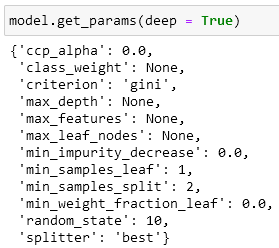 model.get_params(deep = True)
{'ccp_alpha': 0.0,
 'class_weight': None,
 'criterion': 'gini',
 'max_depth': None,
 'max_features': None,
 'max_leaf_nodes': None,
 'min_impurity_decrease': 0.0,
 'min_samples_leaf': 1,
 'min_samples_split': 2,
 'min_weight_fraction_leaf': 0.0,
 'random_state': 10,
 'splitter': 'best'}